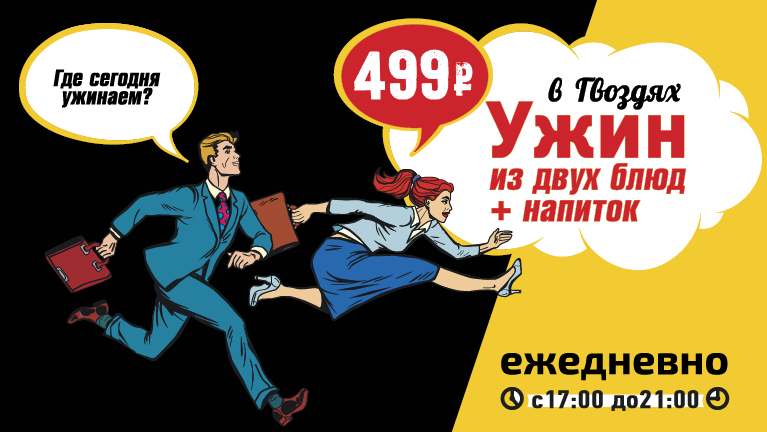 Где сегодня
ужинаем?
499₽
в Гвоздях
Ужин
из двух блюд
+ напиток
ежедневно
с17:00 до21:00